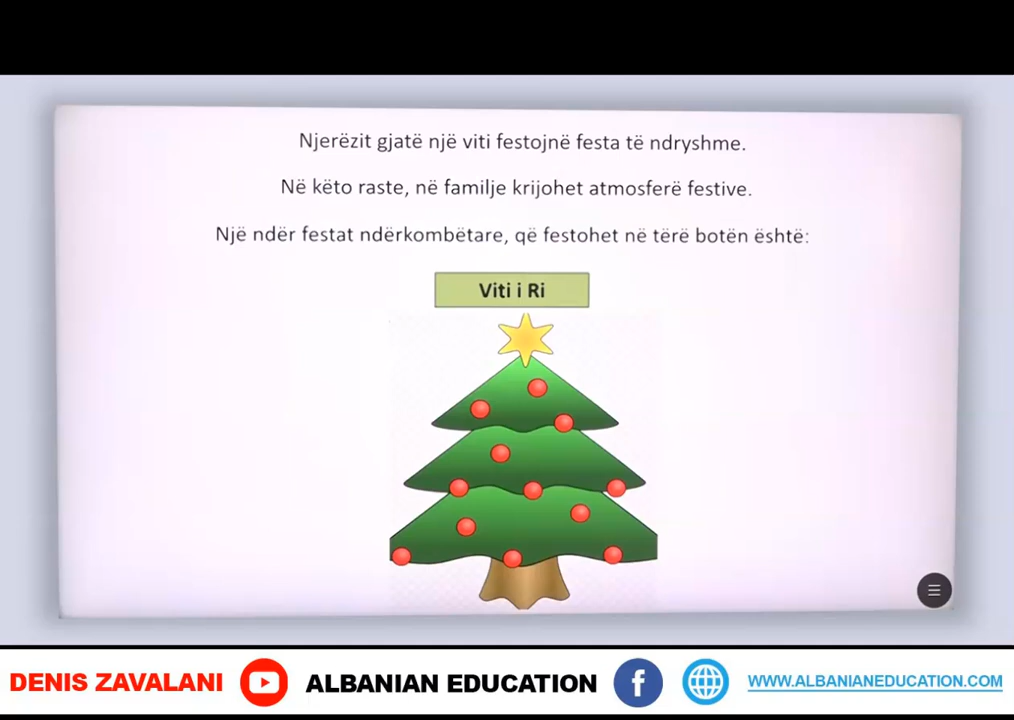 Njerëzit gjatë një viti festojnë festa të ndryshme.
Në këto raste, në familje krijohet atmosferë festive.
Një ndër festat ndërkombëtare, që festohet në tërë botën është:
Viti i Ri
DENIS ZAVALANI
ALBANIAN EDUCATION
WWW.ALBANIANEDUCATION.COM